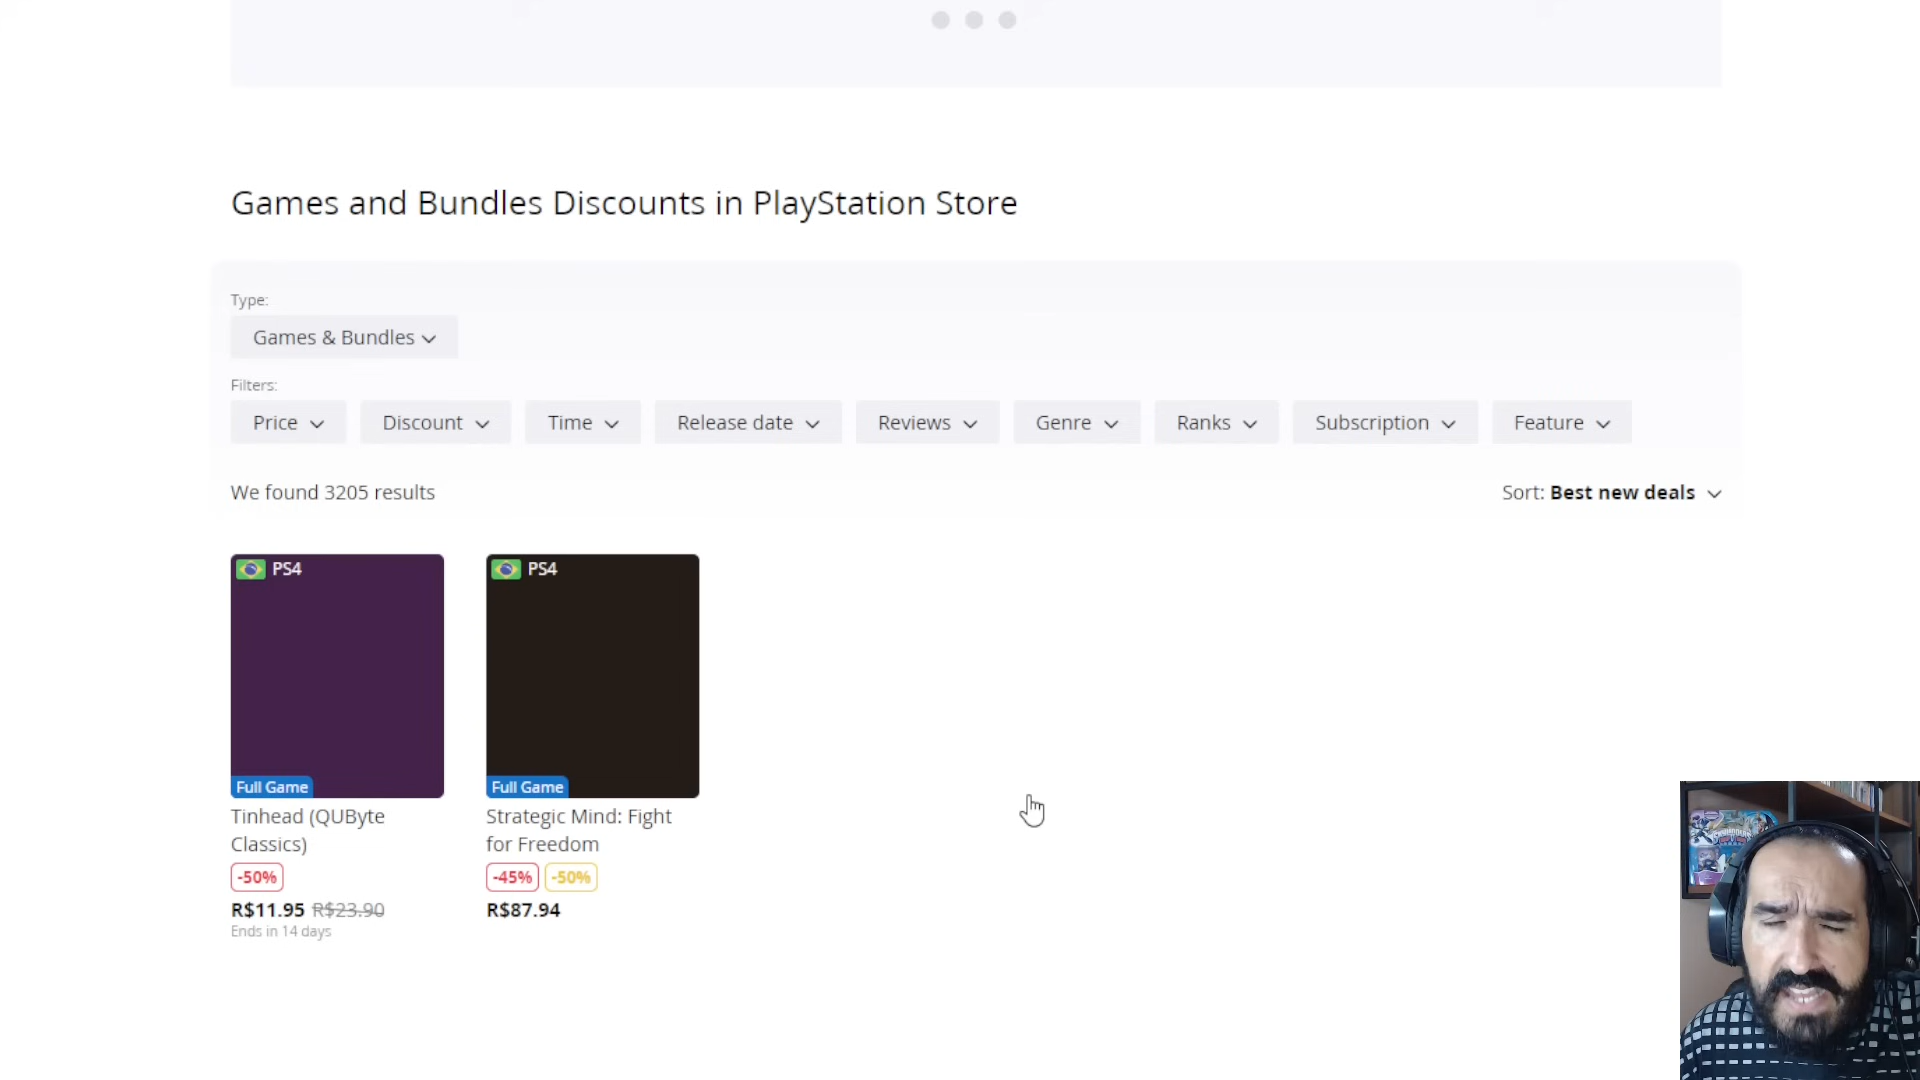 Games and Bundles Discounts in PlayStation Store
Type:
Games & Bundles
Filters:
Price
Discount
Time
Release date
Reviews
Genre
Ranks
Subscription
Feature
We found 3205 results
Sort: Best new deals
PS4
Full Game
Tinhead (QUByte
Classics)
-50%
R$11.95 R$23.90
Ends in 14 days
PS4
Full Game
Strategic Mind: Fight
for Freedom
-45% -50%
R$87.94